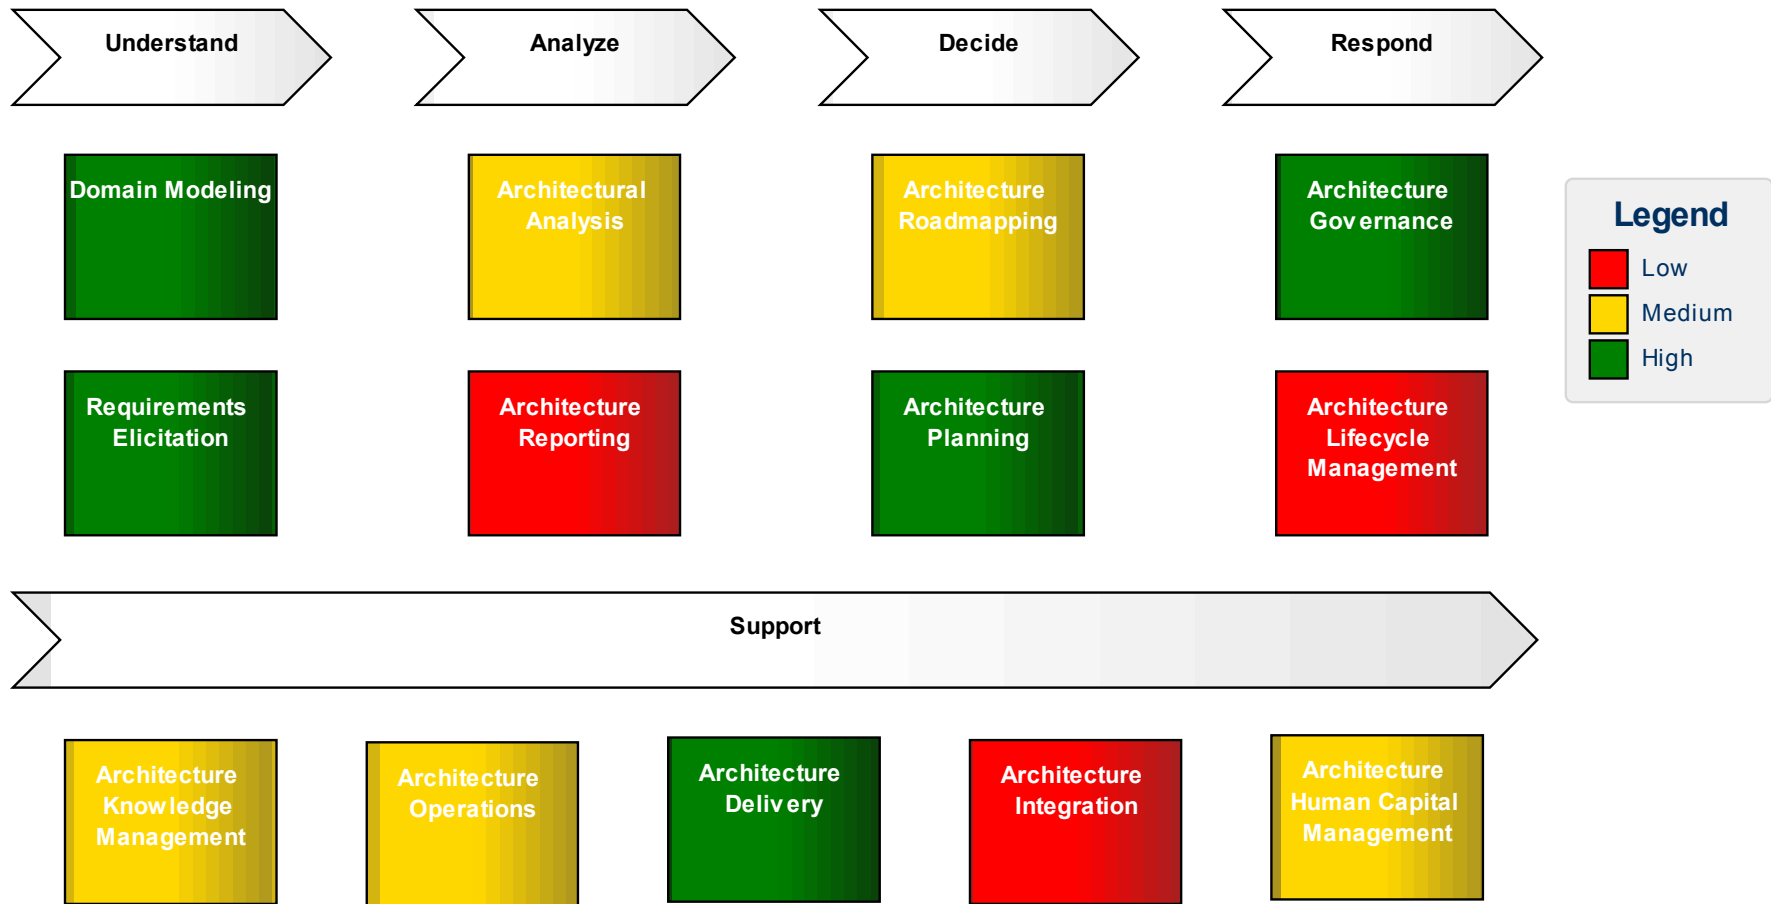 Understand
Analyze
Decide
Respond
Domain Modeling
Architectural
Analysis
Architecture
Roadmapping
Architecture
Governance
Legend
Low
Medium
High
Requirements
Elicitation
Architecture
Reporting
Architecture
Planning
Architecture
Lifecycle
Management
Support
Architecture
Knowledge
Management
Architecture
Operations
Architecture
Delivery
Architecture
Integration
Architecture
Human Capital
Management